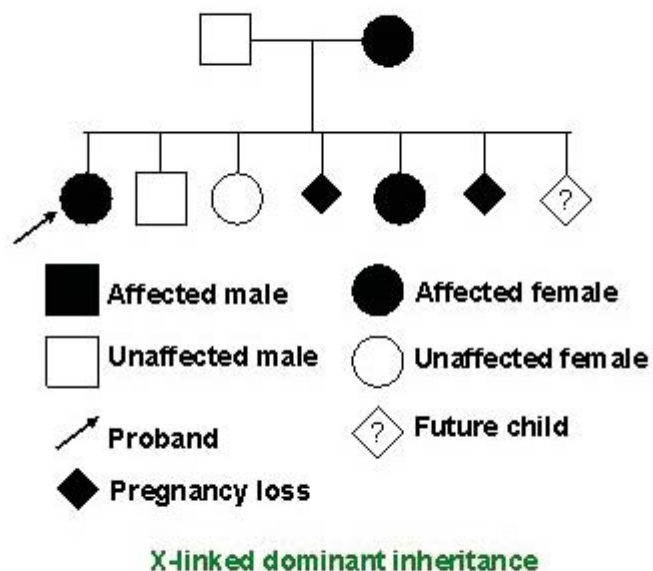 ?
Affected male
Affected female
Unaffected male
Unaffected female
Proband
? Future child
Pregnancy loss
X-linked dominant inheritance